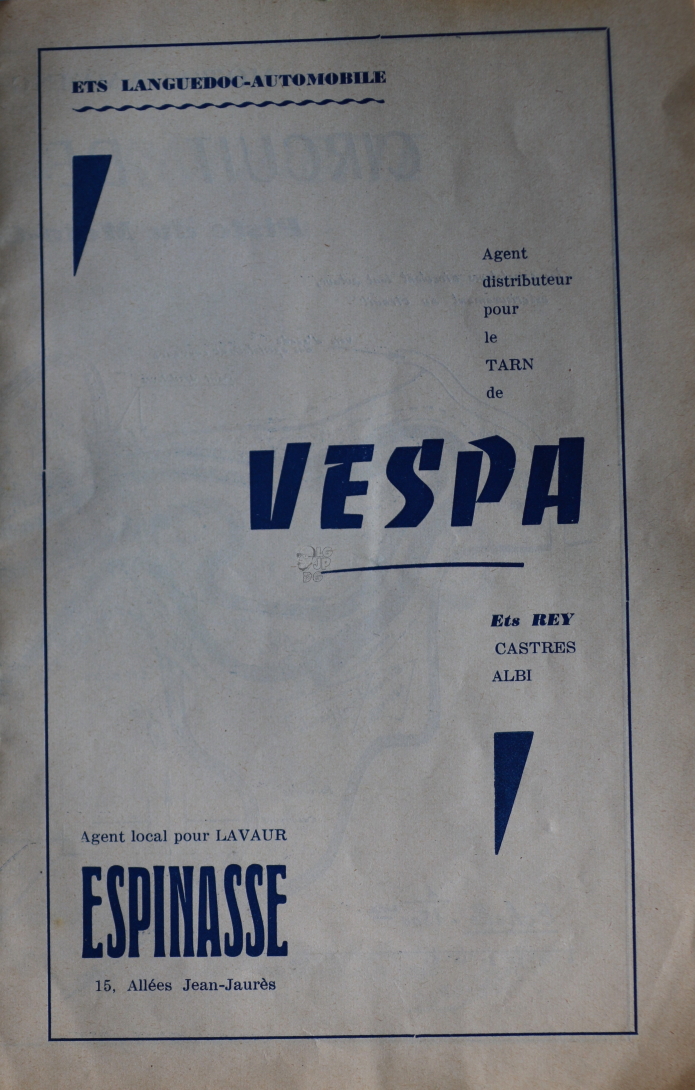 ETS LANGUEDOC-AUTOMOBILE
Agent
distributeur
pour
le
TARN
de
VESPA
Ets REY
CASTRES
ALBI
Agent local pour LAVAUR
ESPINASSE
15, Allées Jean-Jaurès
CIRCUIT